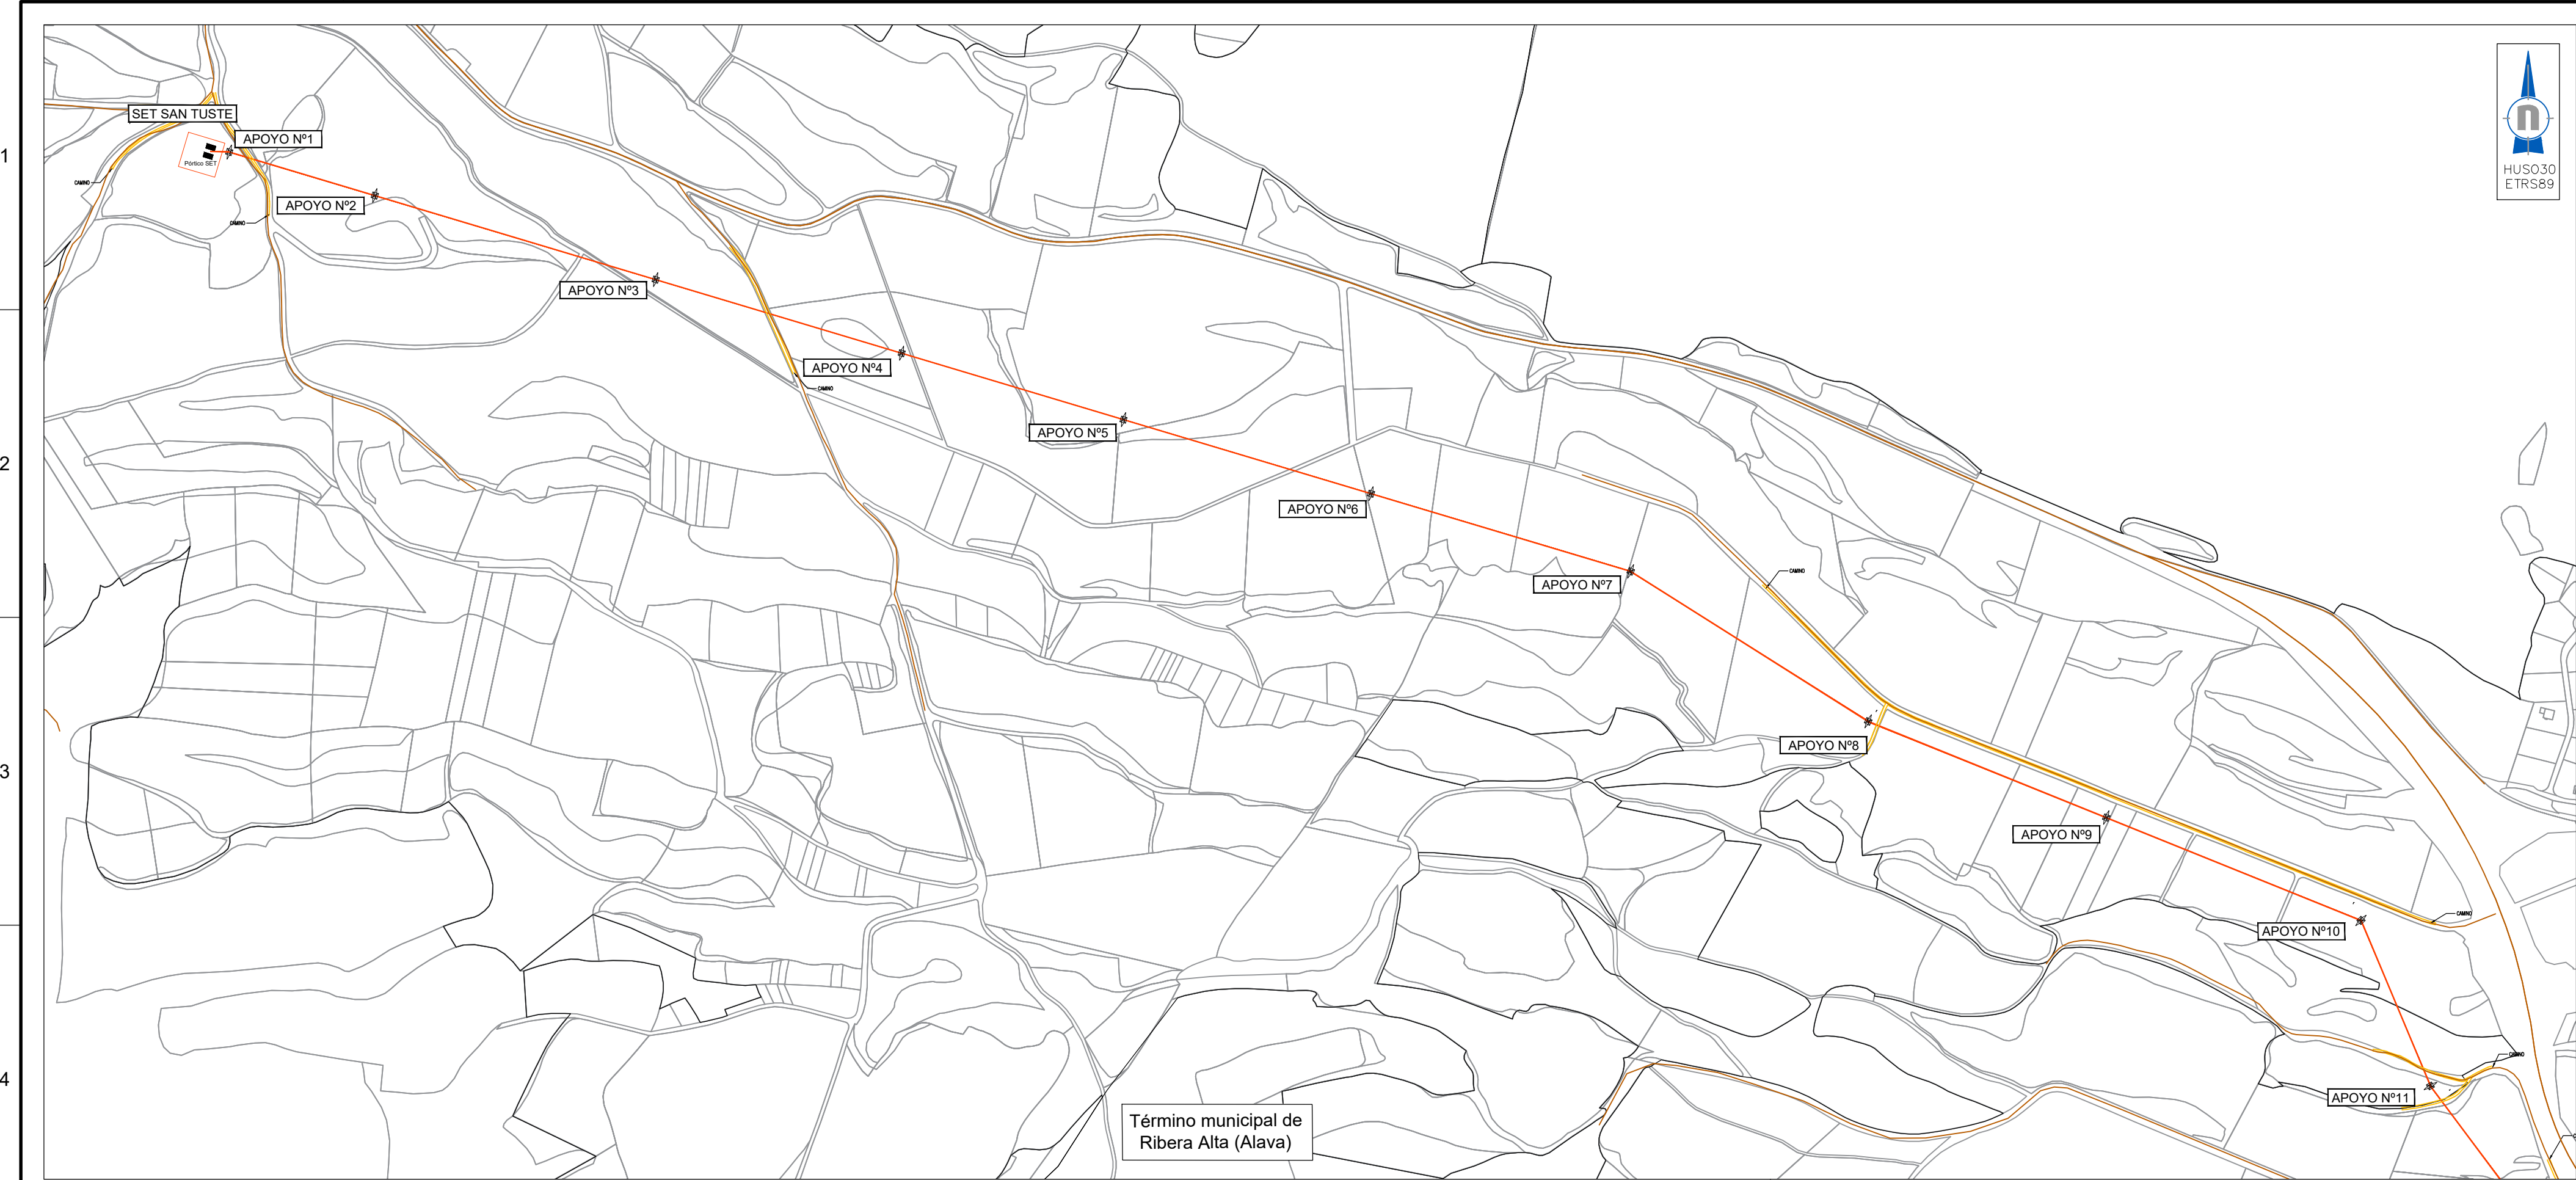 SET SAN TUSTE
APOYO Nº1
1
Pórtico SET
CAMINO
HUSO30
ETRS89
APOYO Nº2
CAMINO
APOYO Nº3
APOYO Nº4
CAMINO
APOYO Nº5
2
APOYO Nº6
CAMINO
APOYO Nº7
APOYO Nº8
3
APOYO Nº9
CAMINO
APOYO Nº10
CAMINO
4
APOYO Nº11
Término municipal de
Ribera Alta (Alava)
n